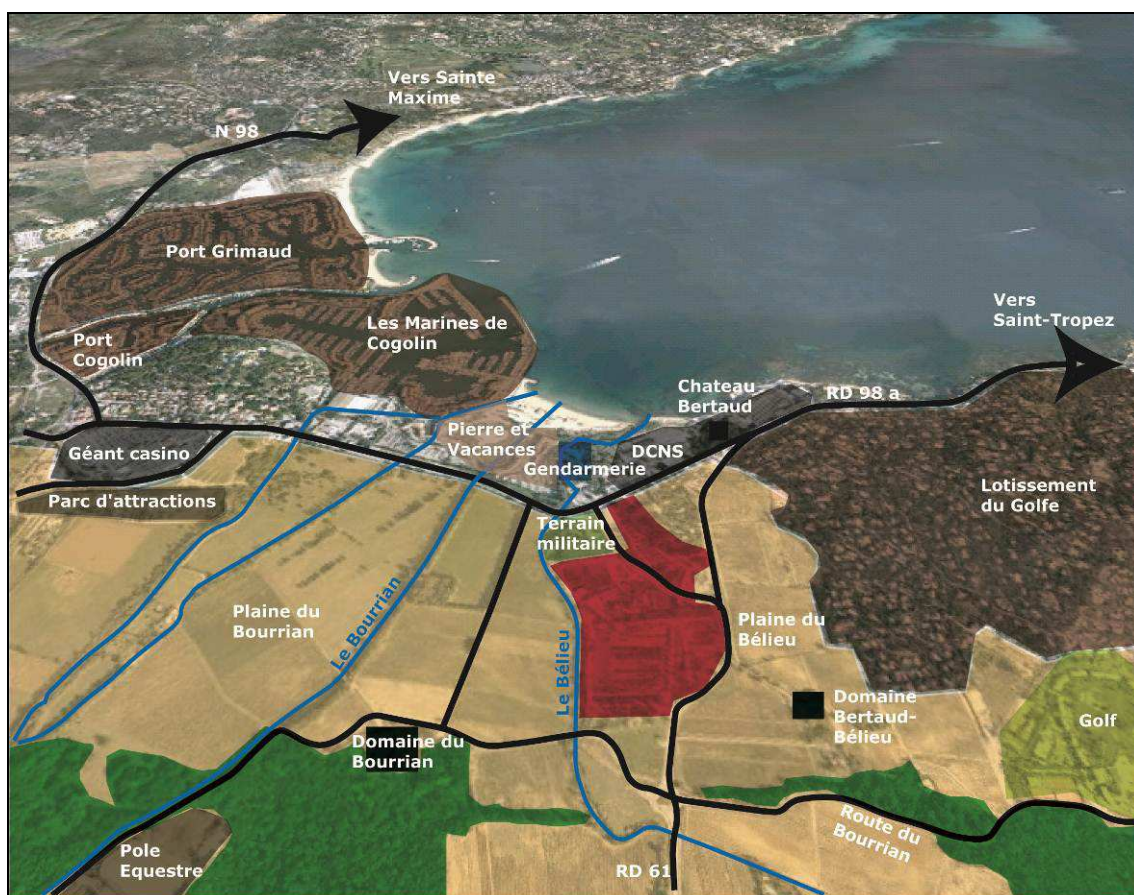 Vers Sainte
Maxime
N 98
Port Grimaud
Vers
Saint-Tropez
Les Marines de
Cogolin
Port
Cogolin
Chateau
Bertaud
RD 98 a
Pierre et
Vacances
Géant casino
DCNS
Gendarmerie
Parc d'attractions
Lotissement
du Golfe
Terrain
militaire
Plaine du
Bourrian
Le Bourrian
Plaine du
Bélieu
Le Bélieu
Domaine
Bertaud-
Bélieu
Golf
Domaine du
Bourrian
Route du
Bourrian
Pole
Equestre
RD 61